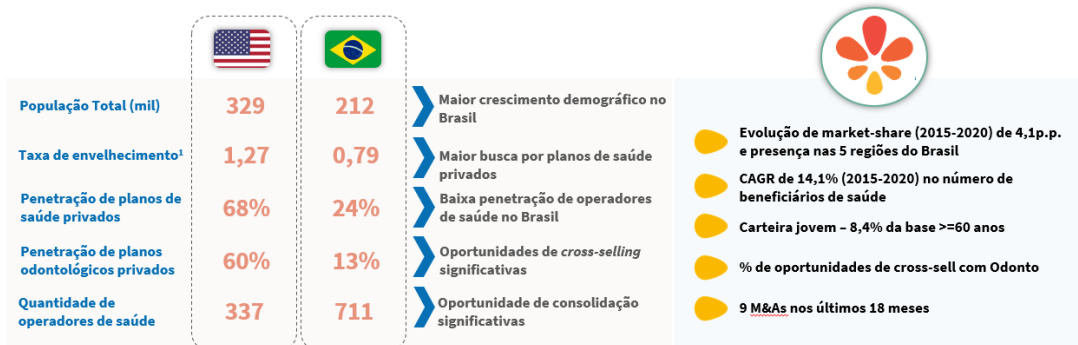 População Total (mil)
329
212
Maior crescimento demográfico no
Brasil
Taxa de envelhecimento¹
1,27
0,79
Maior busca por planos de saúde
privados
Penetração de planos de
saúde privados
68%
24%
Baixa penetração de operadores
de saúde no Brasil
Penetração de planos
odontológicos privados
60%
13%
Oportunidades de cross-selling
significativas
Quantidade de
operadores de saúde
337
711
Oportunidade de consolidação
significativas
Evolução de market-share (2015-2020) de 4,1p.p.
e presença nas 5 regiões do Brasil
CAGR de 14,1% (2015-2020) no número de
beneficiários de saúde
Carteira jovem – 8,4% da base >=60 anos
% de oportunidades de cross-sell com Odonto
9 M&As nos últimos 18 meses